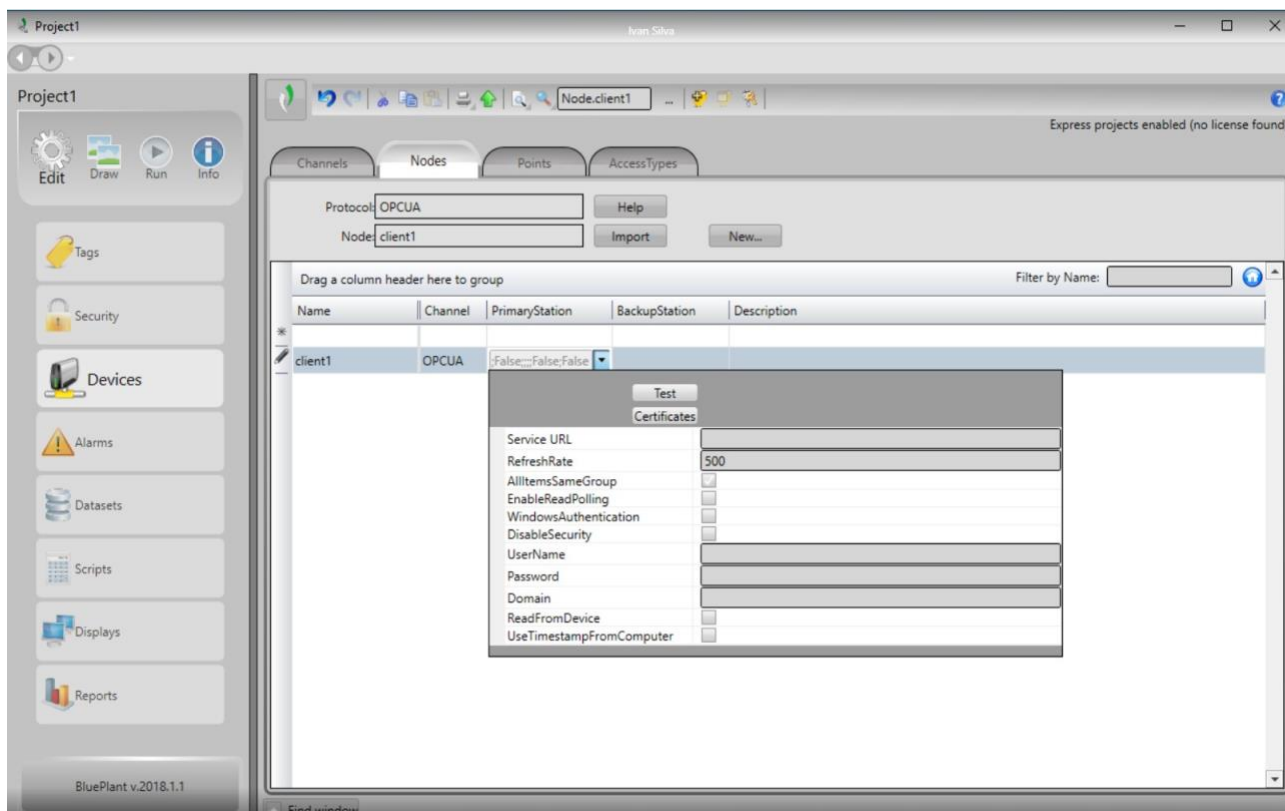 Project1
Ivan Silva
Project1
Edit
Draw
Run
Info
Tags
Security
Devices
Alarms
Datasets
Scripts
Displays
Reports
BluePlant v.2018.1.1
Node.client1
...
Express projects enabled (no license found
Channels
Nodes
Points
AccessTypes
Protocol: OPCUA
Help
Node: client1
Import
New...
Drag a column header here to group
Filter by Name:
Name Channel PrimaryStation BackupStation Description
client1 OPCUA ;False;;;;False;False
Test
Certificates
Service URL
RefreshRate 500
AllItemsSameGroup
EnableReadPolling
WindowsAuthentication
DisableSecurity
UserName
Password
Domain
ReadFromDevice
UseTimestampFromComputer
Find window